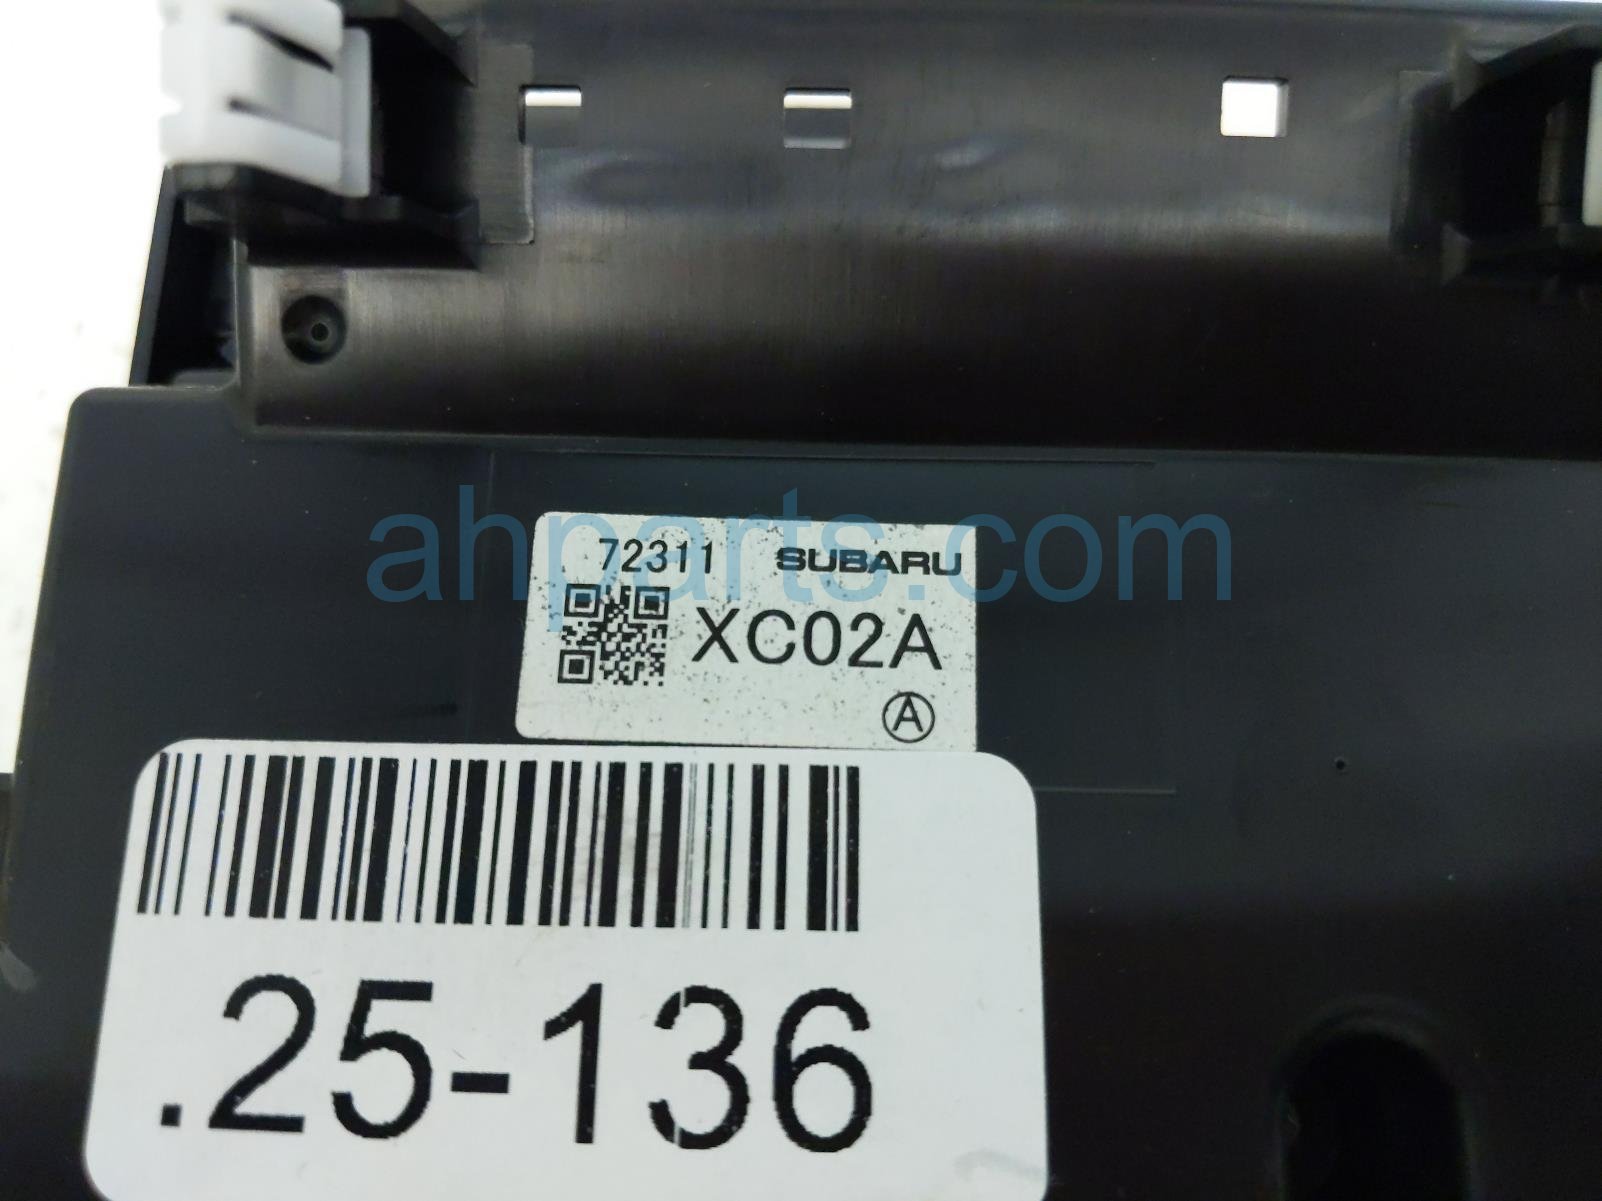 72311 SUBARU
XC02A
A
ahparts.com
.25-136